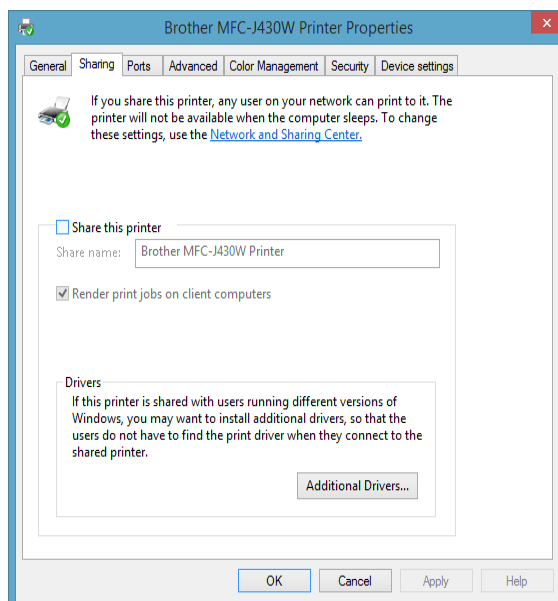 Brother MFC-J430W Printer Properties
General Sharing Ports Advanced Color Management Security Device settings
If you share this printer, any user on your network can print to it. The
printer will not be available when the computer sleeps. To change
these settings, use the Network and Sharing Center.
Share this printer
Share name: Brother MFC-J430W Printer
Render print jobs on client computers
Drivers
If this printer is shared with users running different versions of
Windows, you may want to install additional drivers, so that the
users do not have to find the print driver when they connect to the
shared printer.
Additional Drivers...
OK Cancel Apply Help